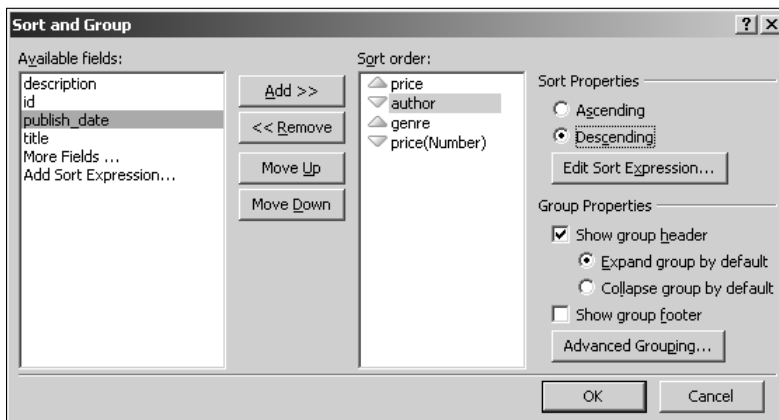 Sort and Group
Available fields:
description
id
publish_date
title
More Fields ...
Add Sort Expression...
Add >>
<< Remove
Move Up
Move Down
Sort order:
price
author
genre
price(Number)
Sort Properties
Ascending
Descending
Edit Sort Expression...
Group Properties
Show group header
Expand group by default
Collapse group by default
Show group footer
Advanced Grouping...
OK
Cancel